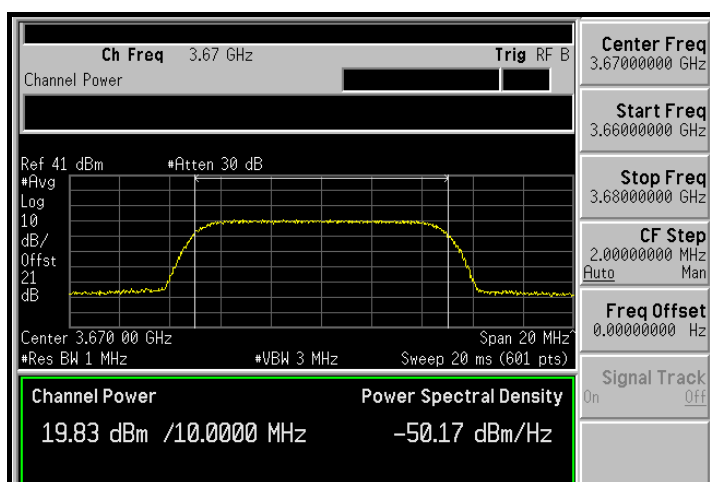 Ch Freq 3.67 GHz Trig RF B
Channel Power
Ref 41 dBm #Atten 30 dB
#Avg
Log
10
dB/
Offst
21
dB
Center 3.670 00 GHz Span 20 MHz^
#Res BW 1 MHz #VBW 3 MHz Sweep 20 ms (601 pts)
Channel Power Power Spectral Density
19.83 dBm /10.0000 MHz -50.17 dBm/Hz
Center Freq
3.67000000 GHz
Start Freq
3.66000000 GHz
Stop Freq
3.68000000 GHz
CF Step
2.00000000 MHz
Auto Man
Freq Offset
0.00000000 Hz
Signal Track
On Off